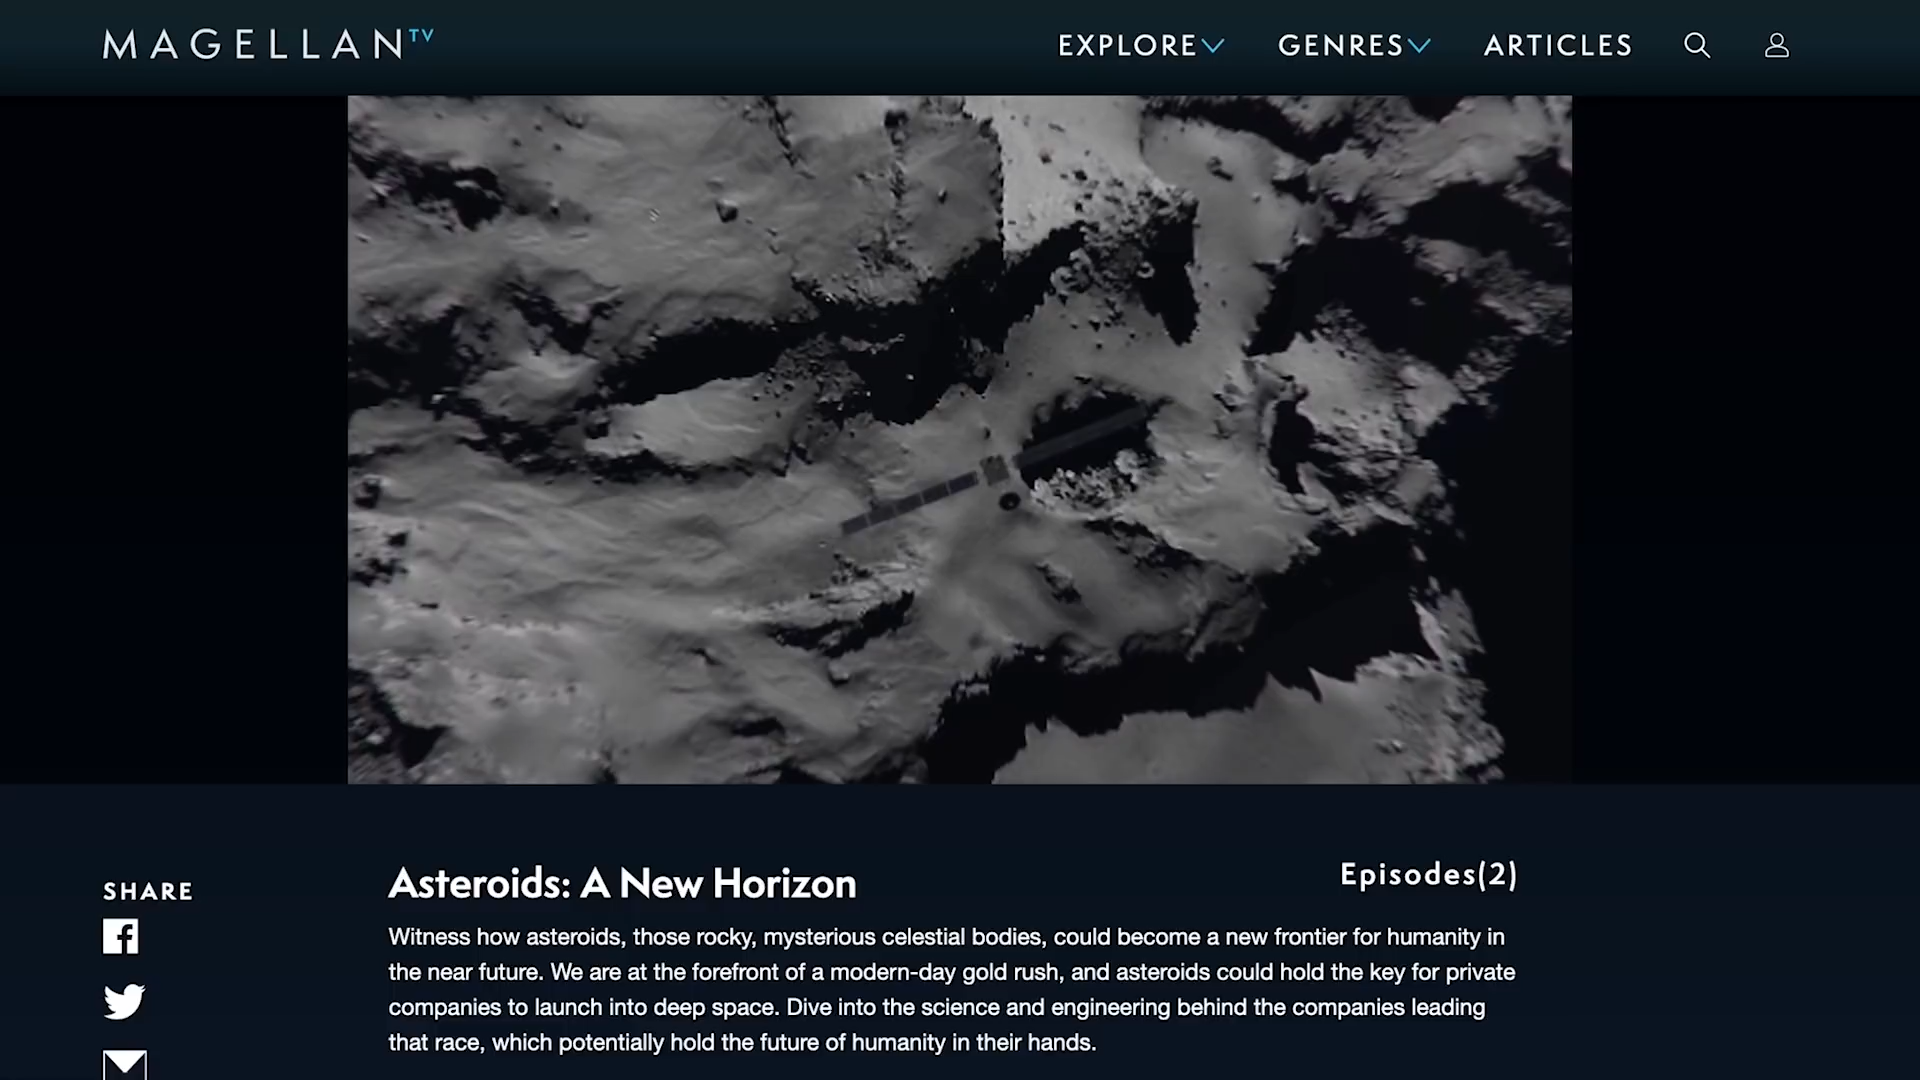 MAGELLANTV
EXPLORE
GENRES
ARTICLES
SHARE
Asteroids: A New Horizon
Episodes(2)
Witness how asteroids, those rocky, mysterious celestial bodies, could become a new frontier for humanity in
the near future. We are at the forefront of a modern-day gold rush, and asteroids could hold the key for private
companies to launch into deep space. Dive into the science and engineering behind the companies leading
that race, which potentially hold the future of humanity in their hands.